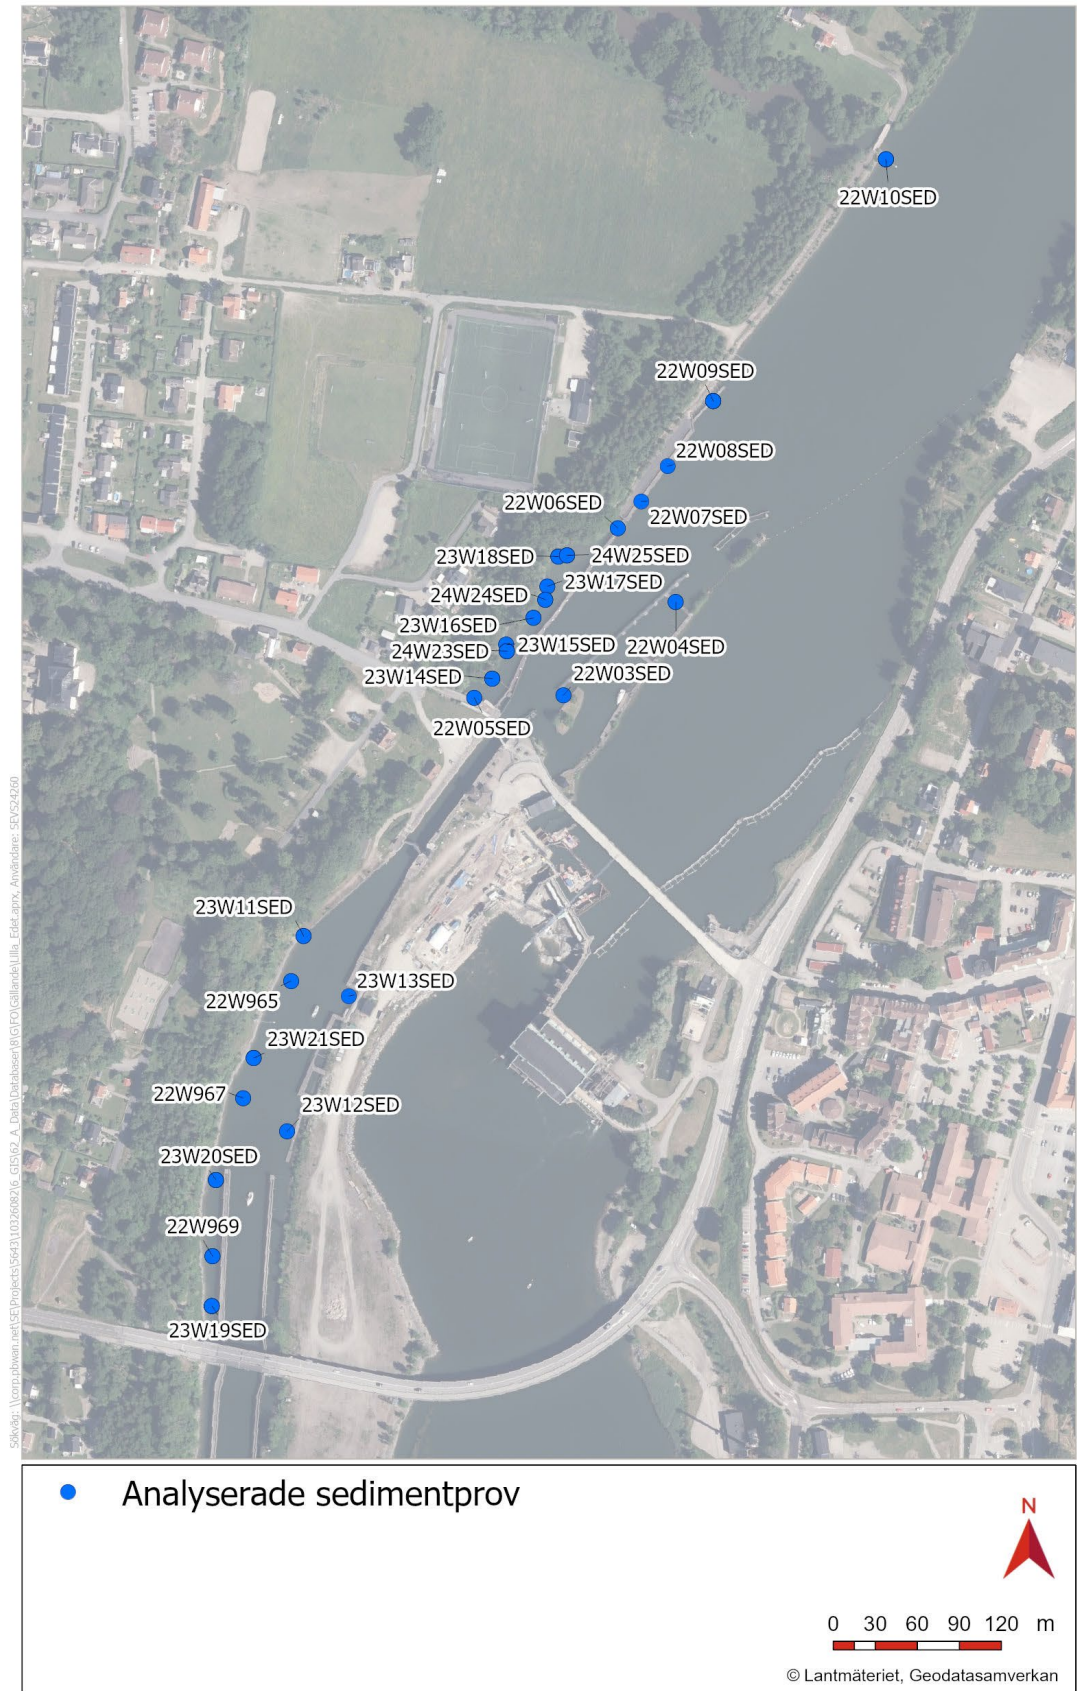 22W10SED
22W09SED
22W08SED
22W06SED
22W07SED
23W18SED
24W25SED
23W17SED
24W24SED
23W16SED
23W15SED
22W04SED
24W23SED
23W14SED
22W03SED
22W05SED
23W11SED
23W13SED
22W965
23W21SED
22W967
23W12SED
23W20SED
22W969
23W19SED
Analyserade sedimentprov
N
0 30 60 90 120 m
© Lantmäteriet, Geodatasamverkan